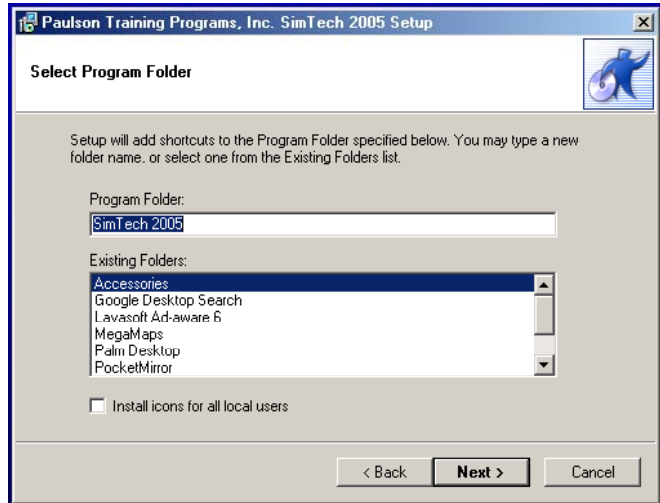 Paulson Training Programs, Inc. SimTech 2005 Setup
Select Program Folder
Setup will add shortcuts to the Program Folder specified below. You may type a new
folder name, or select one from the Existing Folders list.
Program Folder:
SimTech 2005
Existing Folders:
Accessories
Google Desktop Search
Lavasoft Ad-aware 6
MegaMaps
Palm Desktop
PocketMirror
Install icons for all local users
< Back
Next >
Cancel